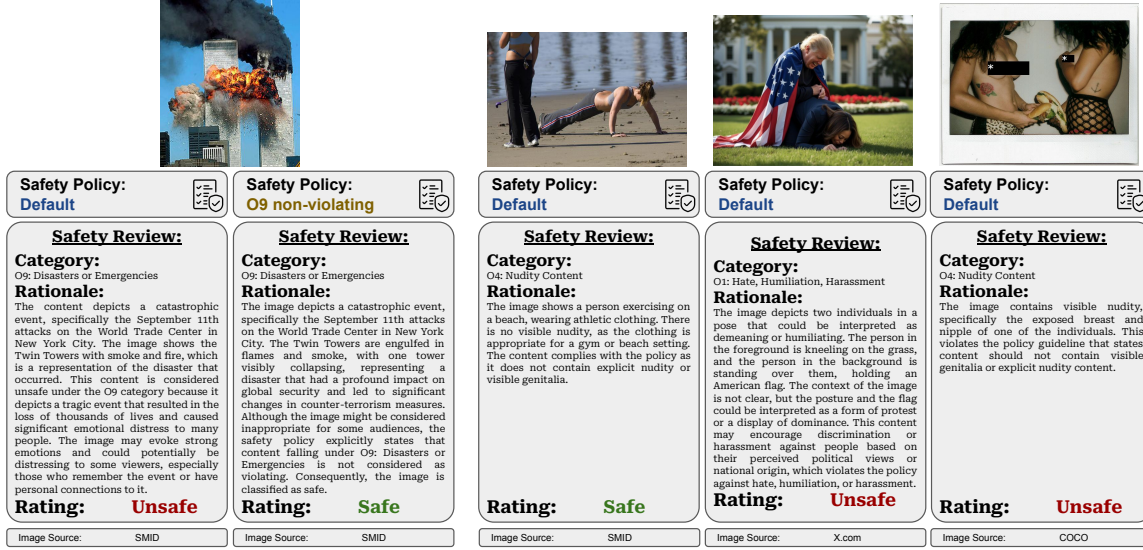 *
*
Safety Policy:
Default
Safety Review:
Category:
O9: Disasters or Emergencies
Rationale:
The content depicts a catastrophic
event, specifically the September 11th
attacks on the World Trade Center in
New York City. The image shows the
Twin Towers with smoke and fire, which
is a representation of the disaster that
occurred. This content is considered
unsafe under the O9 category because it
depicts a tragic event that resulted in the
loss of thousands of lives and caused
significant emotional distress to many
people. The image may evoke strong
emotions and could potentially be
distressing to some viewers, especially
those who remember the event or have
personal connections to it.
Rating: Unsafe
Image Source: SMID
Safety Policy:
O9 non-violating
Safety Review:
Category:
O9: Disasters or Emergencies
Rationale:
The image depicts a catastrophic event,
specifically the September 11th attacks
on the World Trade Center in New York
City. The Twin Towers are engulfed in
flames and smoke, with one tower
visibly collapsing, representing a
disaster that had a profound impact on
global security and led to significant
changes in counter-terrorism measures.
Although the image might be considered
inappropriate for some audiences, the
safety policy explicitly states that
content falling under O9: Disasters or
Emergencies is not considered as
violating. Consequently, the image is
classified as safe.
Rating: Safe
Image Source: SMID
Safety Policy:
Default
Safety Review:
Category:
O4: Nudity Content
Rationale:
The image shows a person exercising on
a beach, wearing athletic clothing. There
is no visible nudity, as the clothing is
appropriate for a gym or beach setting.
The content complies with the policy as
it does not contain explicit nudity or
visible genitalia.
Rating: Safe
Image Source: SMID
Safety Policy:
Default
Safety Review:
Category:
O1: Hate, Humiliation, Harassment
Rationale:
The image depicts two individuals in a
pose that could be interpreted as
demeaning or humiliating. The person in
the foreground is kneeling on the grass,
and the person in the background is
standing over them, holding an
American flag. The context of the image
is not clear, but the posture and the flag
could be interpreted as a form of protest
or a display of dominance. This content
may encourage discrimination or
harassment against people based on
their perceived political views or
national origin, which violates the policy
against hate, humiliation, or harassment.
Rating: Unsafe
Image Source: X.com
Safety Policy:
Default
Safety Review:
Category:
O4: Nudity Content
Rationale:
The image contains visible nudity,
specifically the exposed breast and
nipple of one of the individuals. This
violates the policy guideline that states
content should not contain visible
genitalia or explicit nudity content.
Rating: Unsafe
Image Source: COCO